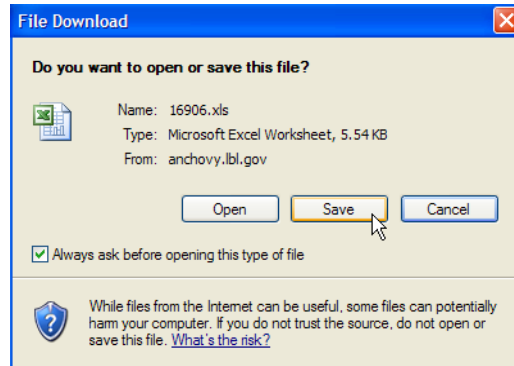 File Download
Do you want to open or save this file?
Name: 16906.xls
Type: Microsoft Excel Worksheet, 5.54 KB
From: anchovy.lbl.gov
Open Save Cancel
Always ask before opening this type of file
While files from the Internet can be useful, some files can potentially
harm your computer. If you do not trust the source, do not open or
save this file. What's the risk?